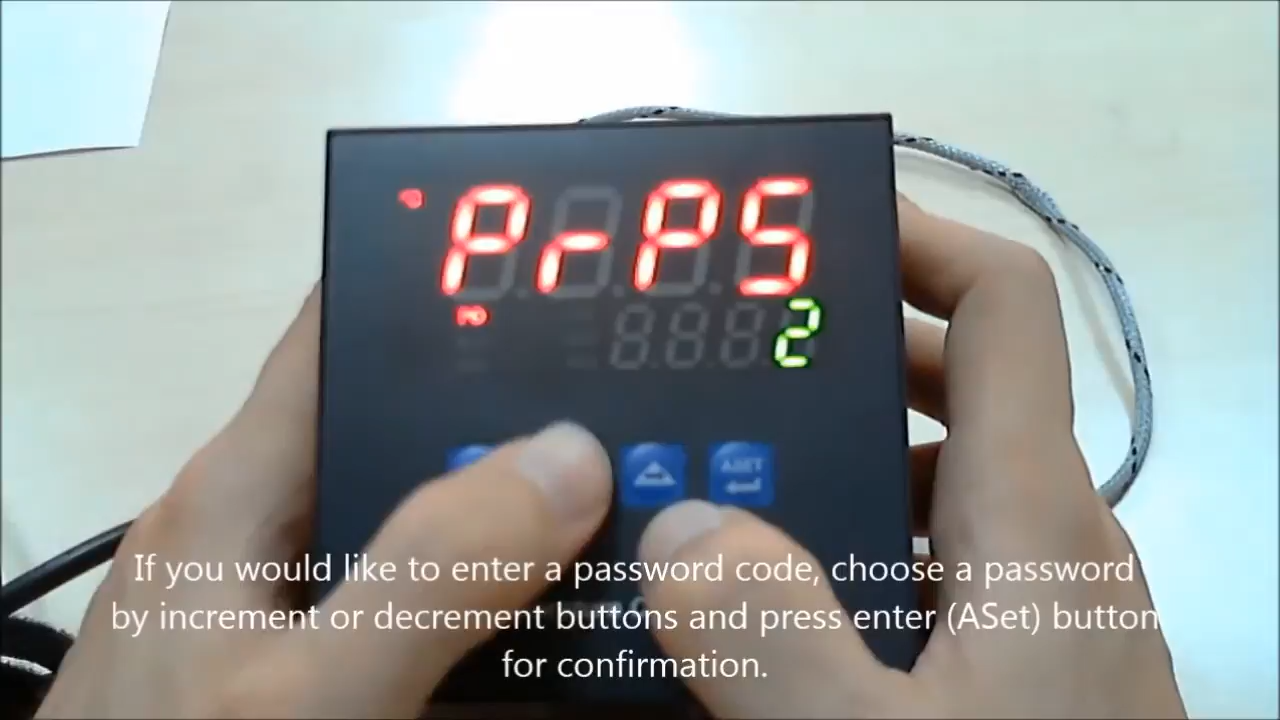 PrPS
2
ASET
If you would like to enter a password code, choose a password
by increment or decrement buttons and press enter (ASet) button
for confirmation.